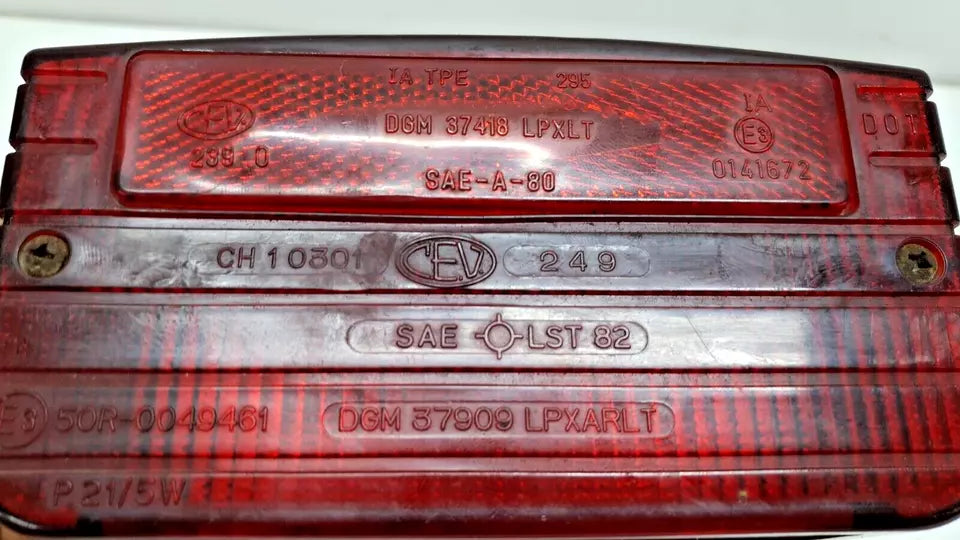 IA TPE 295
CEV DGM 37418 LPXLT IA E3 DOT
239 0 SAE-A-80 0141672
CH 10301 CEV 249
SAE LST 82
E3 50R-0049461 DGM 37909 LPXARLT
P 21/5W